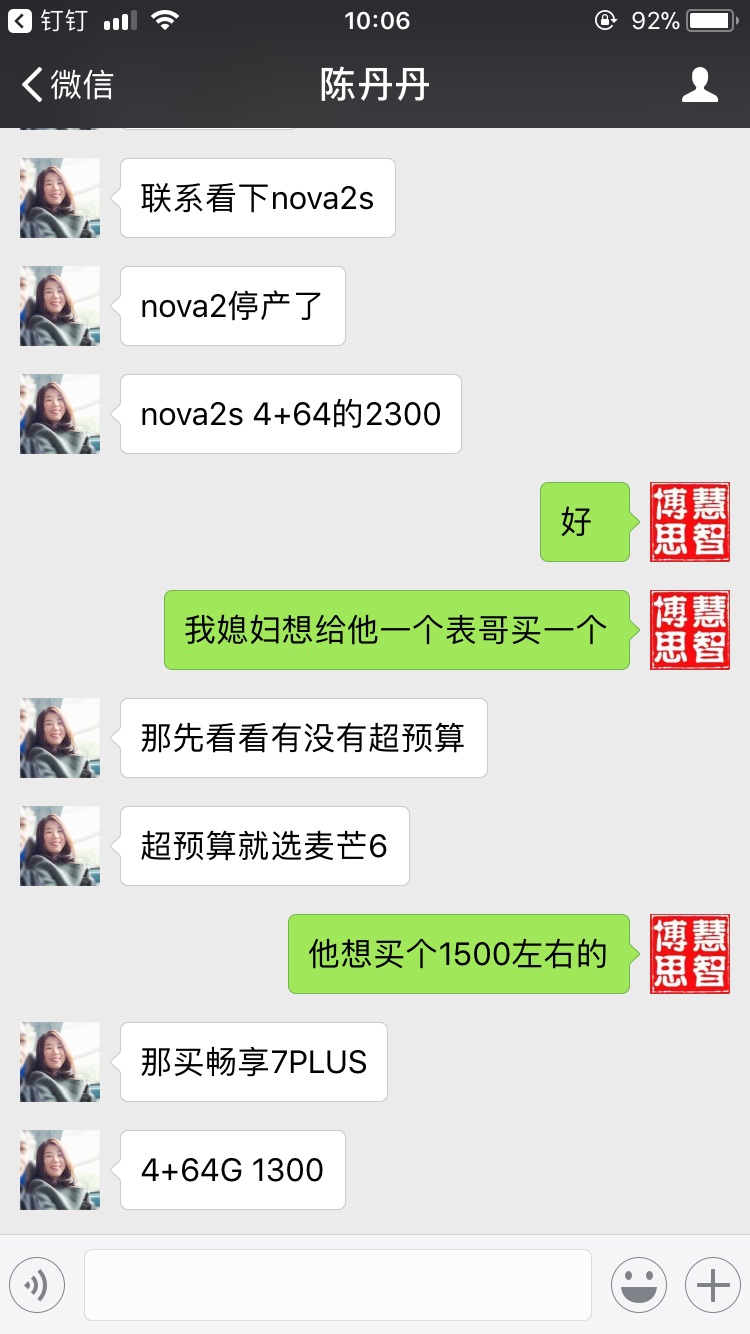 钉钉 10:06 92%
微信 陈丹丹
联系看下nova2s
nova2停产了
nova2s 4+64的2300
好
博慧
思智
我媳妇想给他一个表哥买一个
博慧
思智
那先看看有没有超预算
超预算就选麦芒6
他想买个1500左右的
博慧
思智
那买畅享7PLUS
4+64G 1300